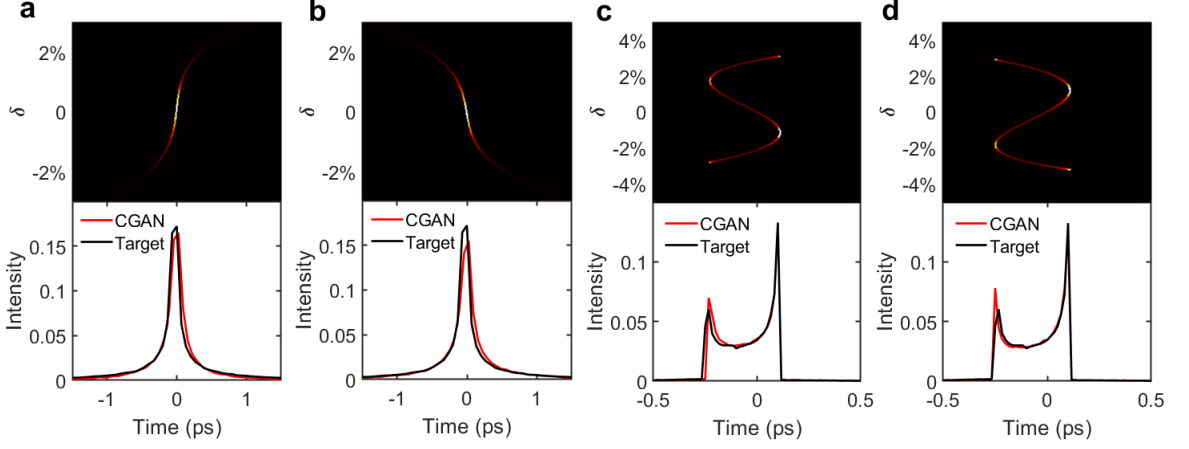 a
2%
0
-2%
δ
CGAN
Target
0.15
0.1
0.05
0
Intensity
-1
0
1
Time (ps)
b
2%
0
-2%
δ
CGAN
Target
0.15
0.1
0.05
0
Intensity
-1
0
1
Time (ps)
c
4%
2%
0
-2%
-4%
δ
CGAN
Target
0.1
0.05
0
Intensity
-0.5
0
0.5
Time (ps)
d
4%
2%
0
-2%
-4%
δ
CGAN
Target
0.1
0.05
0
Intensity
-0.5
0
0.5
Time (ps)